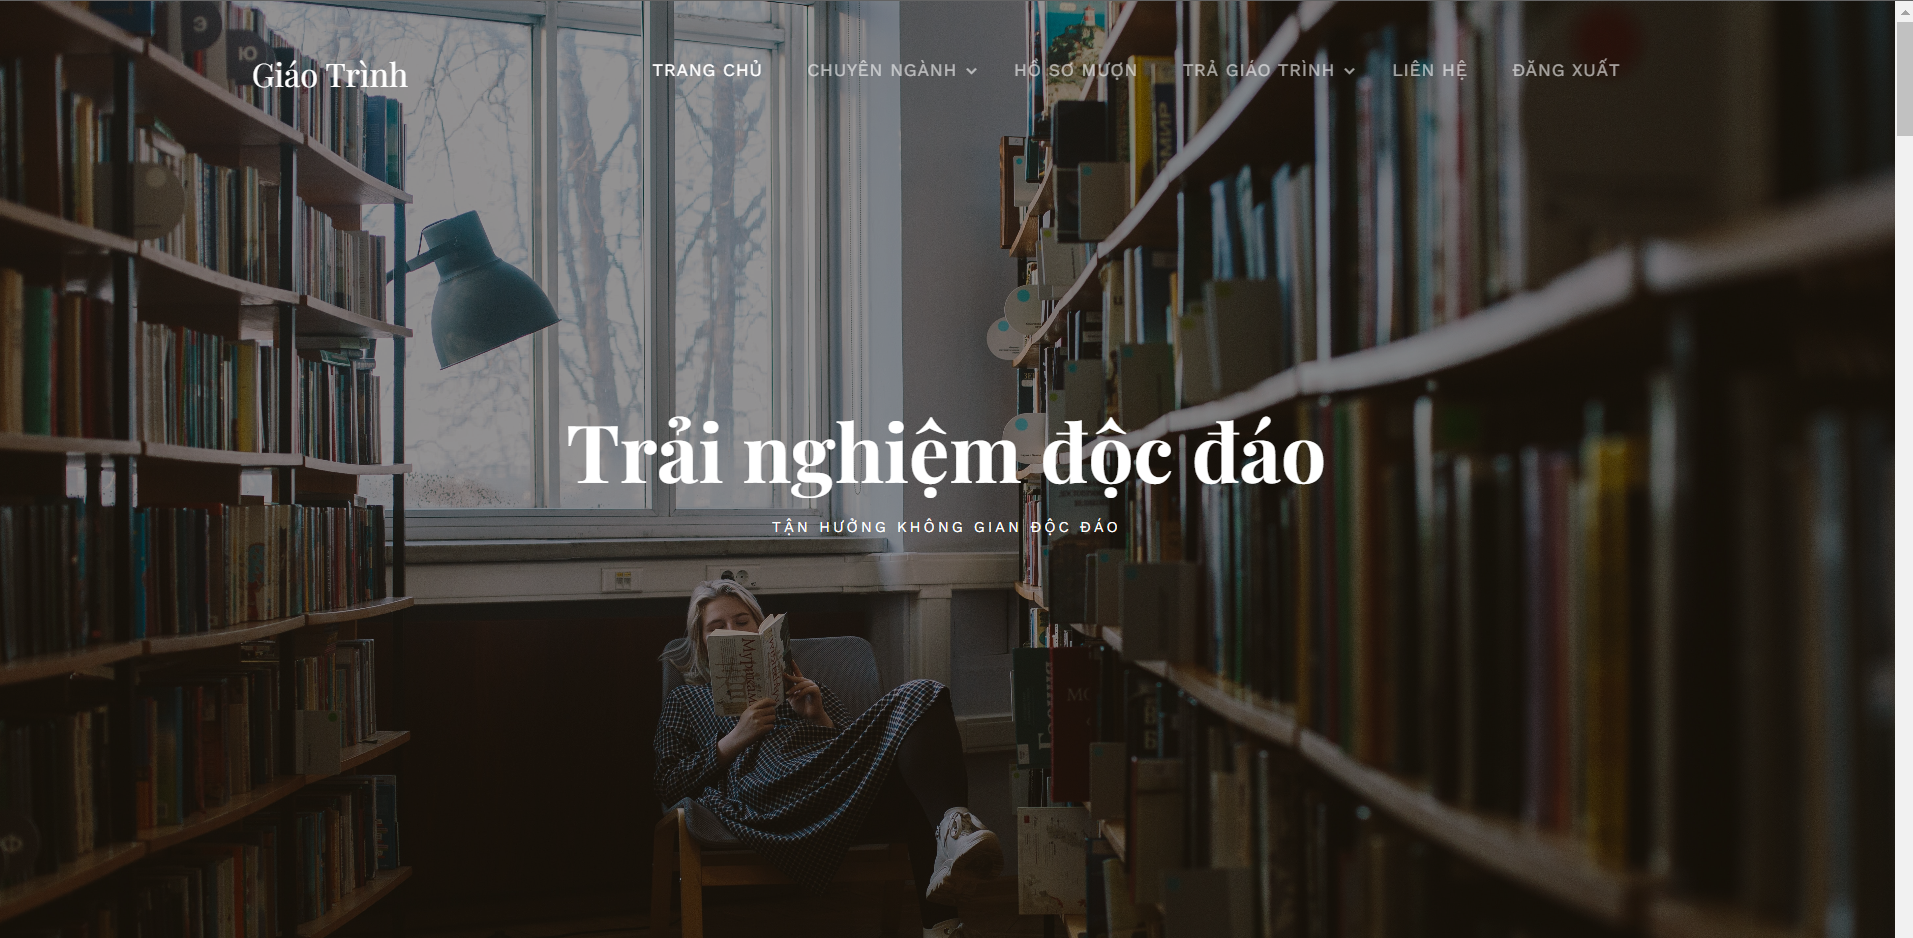 Giáo Trình
TRANG CHỦ CHUYÊN NGÀNH HỒ SƠ MƯỢN TRẢ GIÁO TRÌNH LIÊN HỆ ĐĂNG XUẤT
Э
Ю
Trải nghiệm độc đáo
TẬN HƯỞNG KHÔNG GIAN ĐỘC ĐÁO
Ф